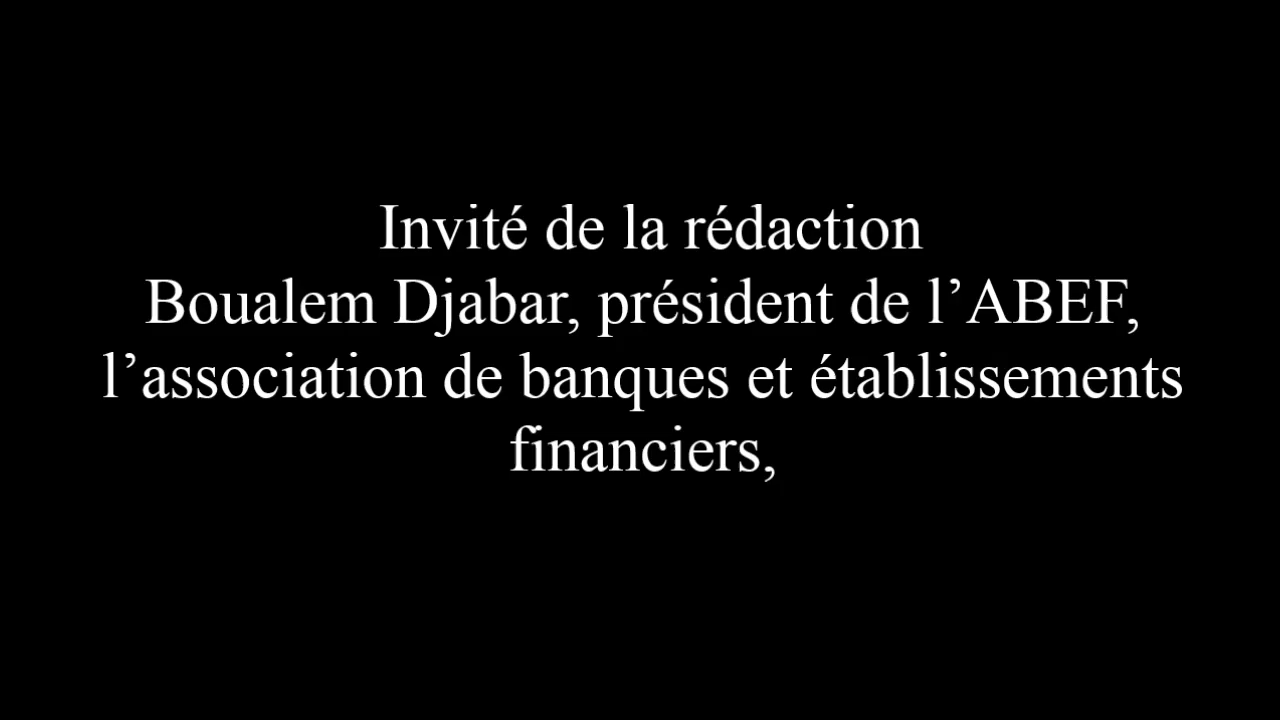 Invité de la rédaction
Boualem Djabar, président de l’ABEF,
l’association de banques et établissements
financiers,